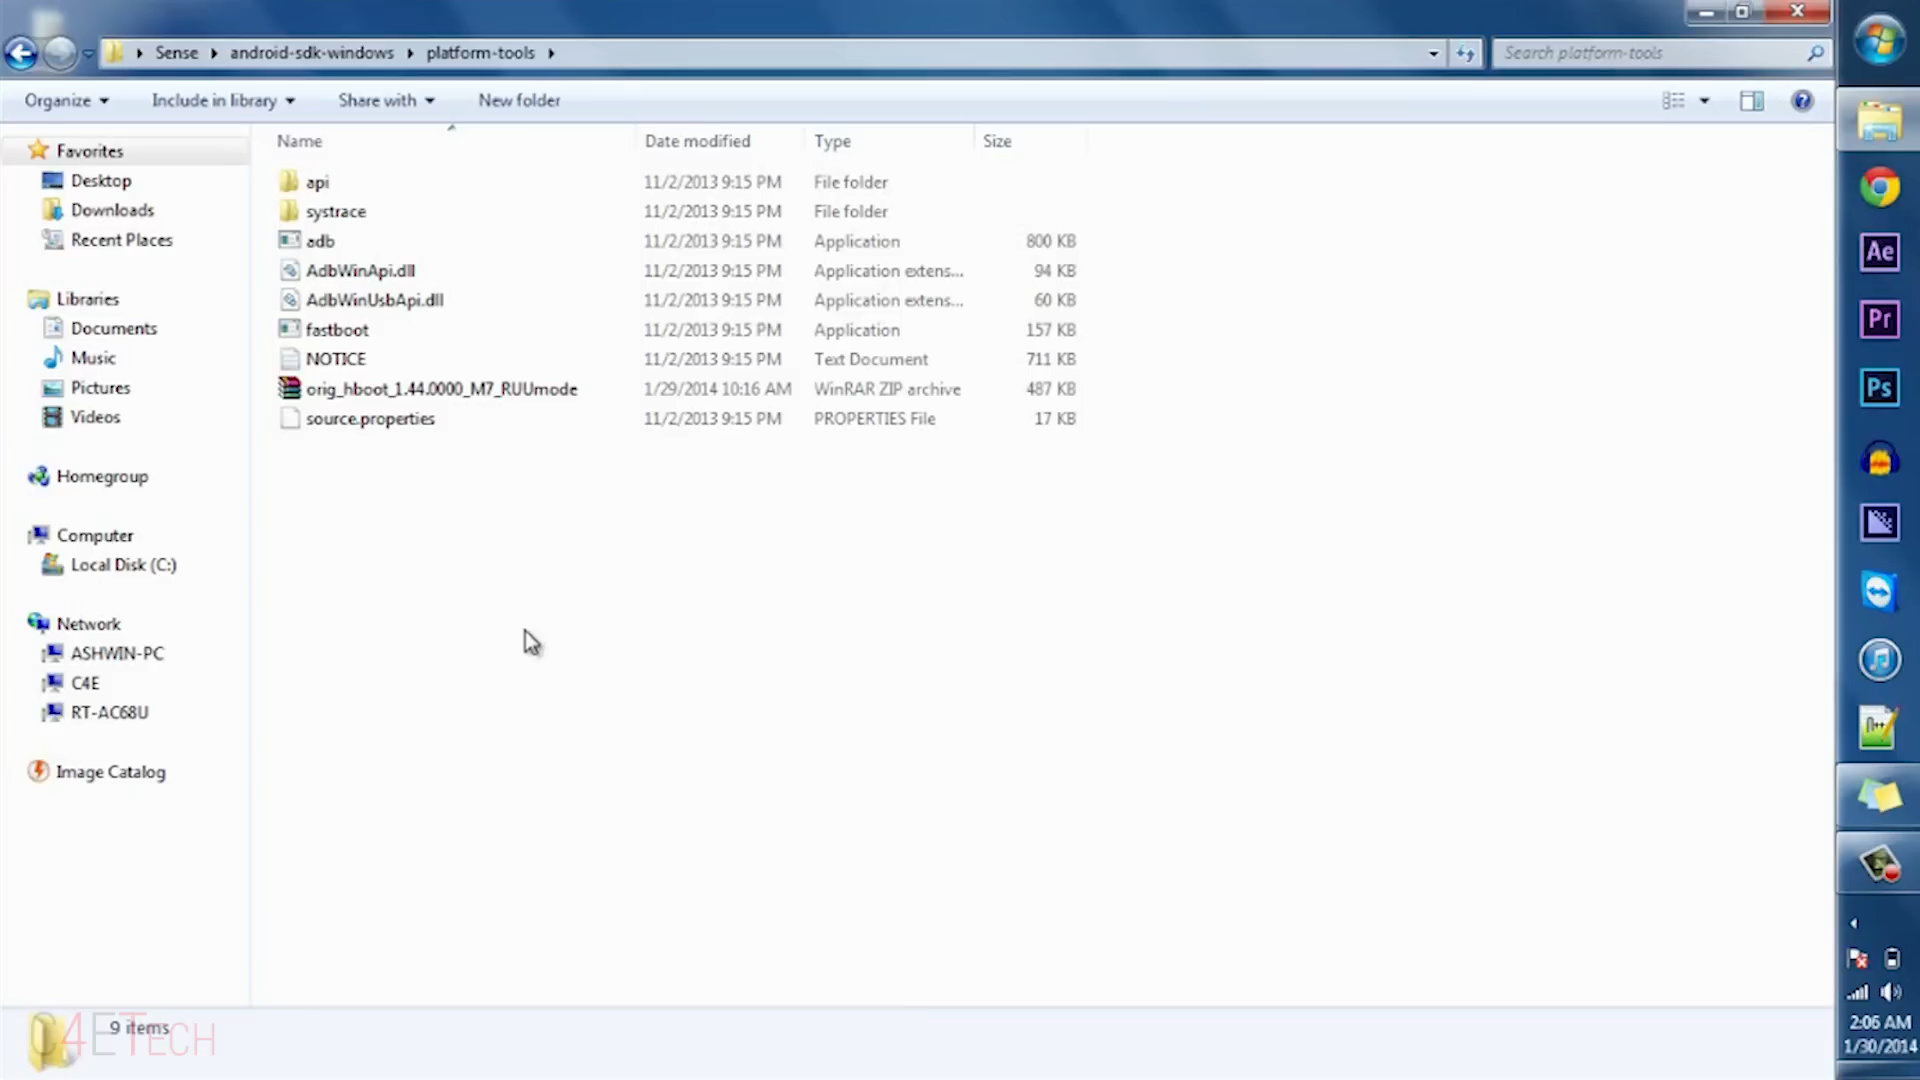 Sense android-sdk-windows platform-tools Search platform-tools
Organize Include in library Share with New folder
Name Date modified Type Size
Favorites
Desktop
Downloads
Recent Places
Libraries
Documents
Music
Pictures
Videos
Homegroup
Computer
Local Disk (C:)
Network
ASHWIN-PC
C4E
RT-AC68U
Image Catalog
api 11/2/2013 9:15 PM File folder
systrace 11/2/2013 9:15 PM File folder
adb 11/2/2013 9:15 PM Application 800 KB
AdbWinApi.dll 11/2/2013 9:15 PM Application extens... 94 KB
AdbWinUsbApi.dll 11/2/2013 9:15 PM Application extens... 60 KB
fastboot 11/2/2013 9:15 PM Application 157 KB
NOTICE 11/2/2013 9:15 PM Text Document 711 KB
orig_hboot_1.44.0000_M7_RUUmode 1/29/2014 10:16 AM WinRAR ZIP archive 487 KB
source.properties 11/2/2013 9:15 PM PROPERTIES File 17 KB
9 items
C4ETECH
Ae
Pr
Ps
2:06 AM
1/30/2014